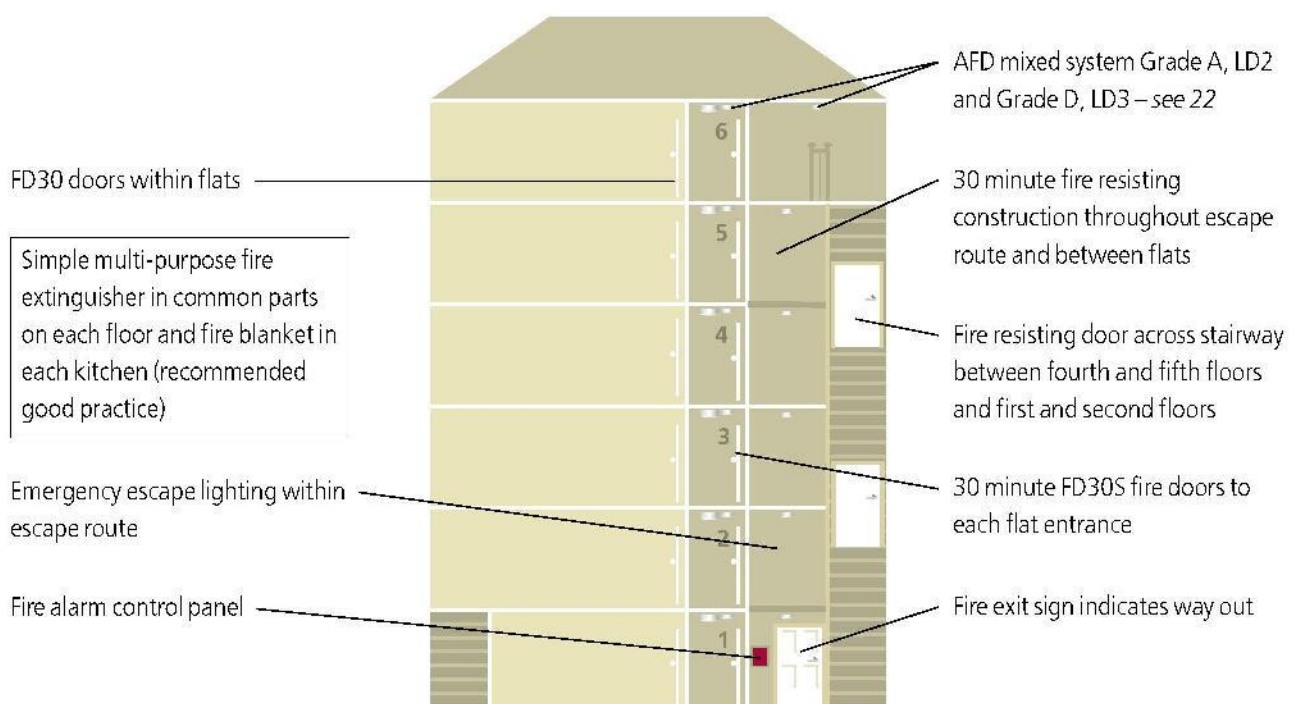 FD30 doors within flats
Simple multi-purpose fire
extinguisher in common parts
on each floor and fire blanket in
each kitchen (recommended
good practice)
Emergency escape lighting within
escape route
Fire alarm control panel
6
5
4
3
2
1
AFD mixed system Grade A, LD2
and Grade D, LD3 – see 22
30 minute fire resisting
construction throughout escape
route and between flats
Fire resisting door across stairway
between fourth and fifth floors
and first and second floors
30 minute FD30S fire doors to
each flat entrance
Fire exit sign indicates way out